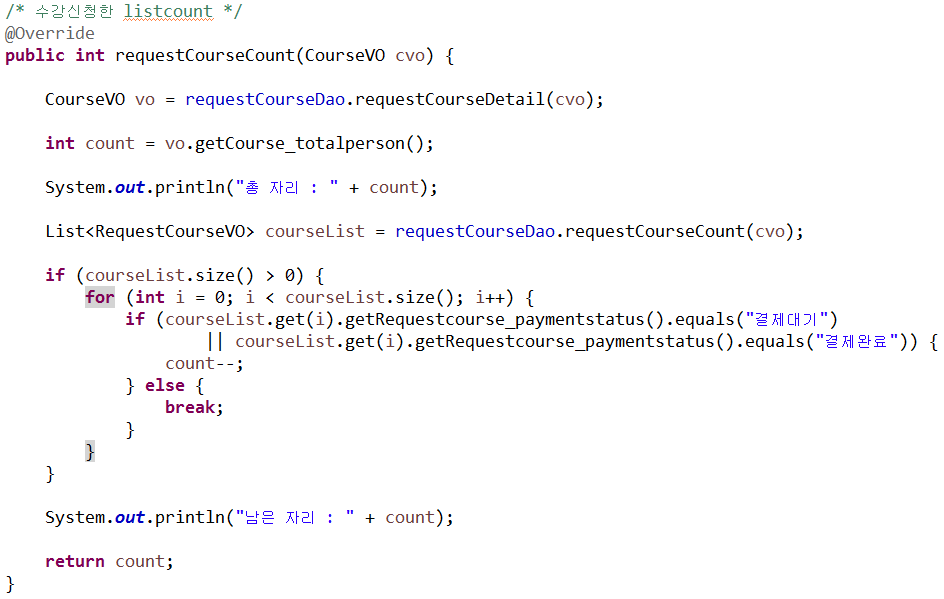 /* 수강신청한 listcount */
@Override
public int requestCourseCount(CourseVO cvo) {
CourseVO vo = requestCourseDao.requestCourseDetail(cvo);
int count = vo.getCourse_totalperson();
System.out.println("총 자리 : " + count);
List<RequestCourseVO> courseList = requestCourseDao.requestCourseCount(cvo);
if (courseList.size() > 0) {
for (int i = 0; i < courseList.size(); i++) {
if (courseList.get(i).getRequestcourse_paymentstatus().equals("결제대기")
|| courseList.get(i).getRequestcourse_paymentstatus().equals("결제완료")) {
count--;
} else {
break;
}
}
}
System.out.println("남은 자리 : " + count);
return count;
}